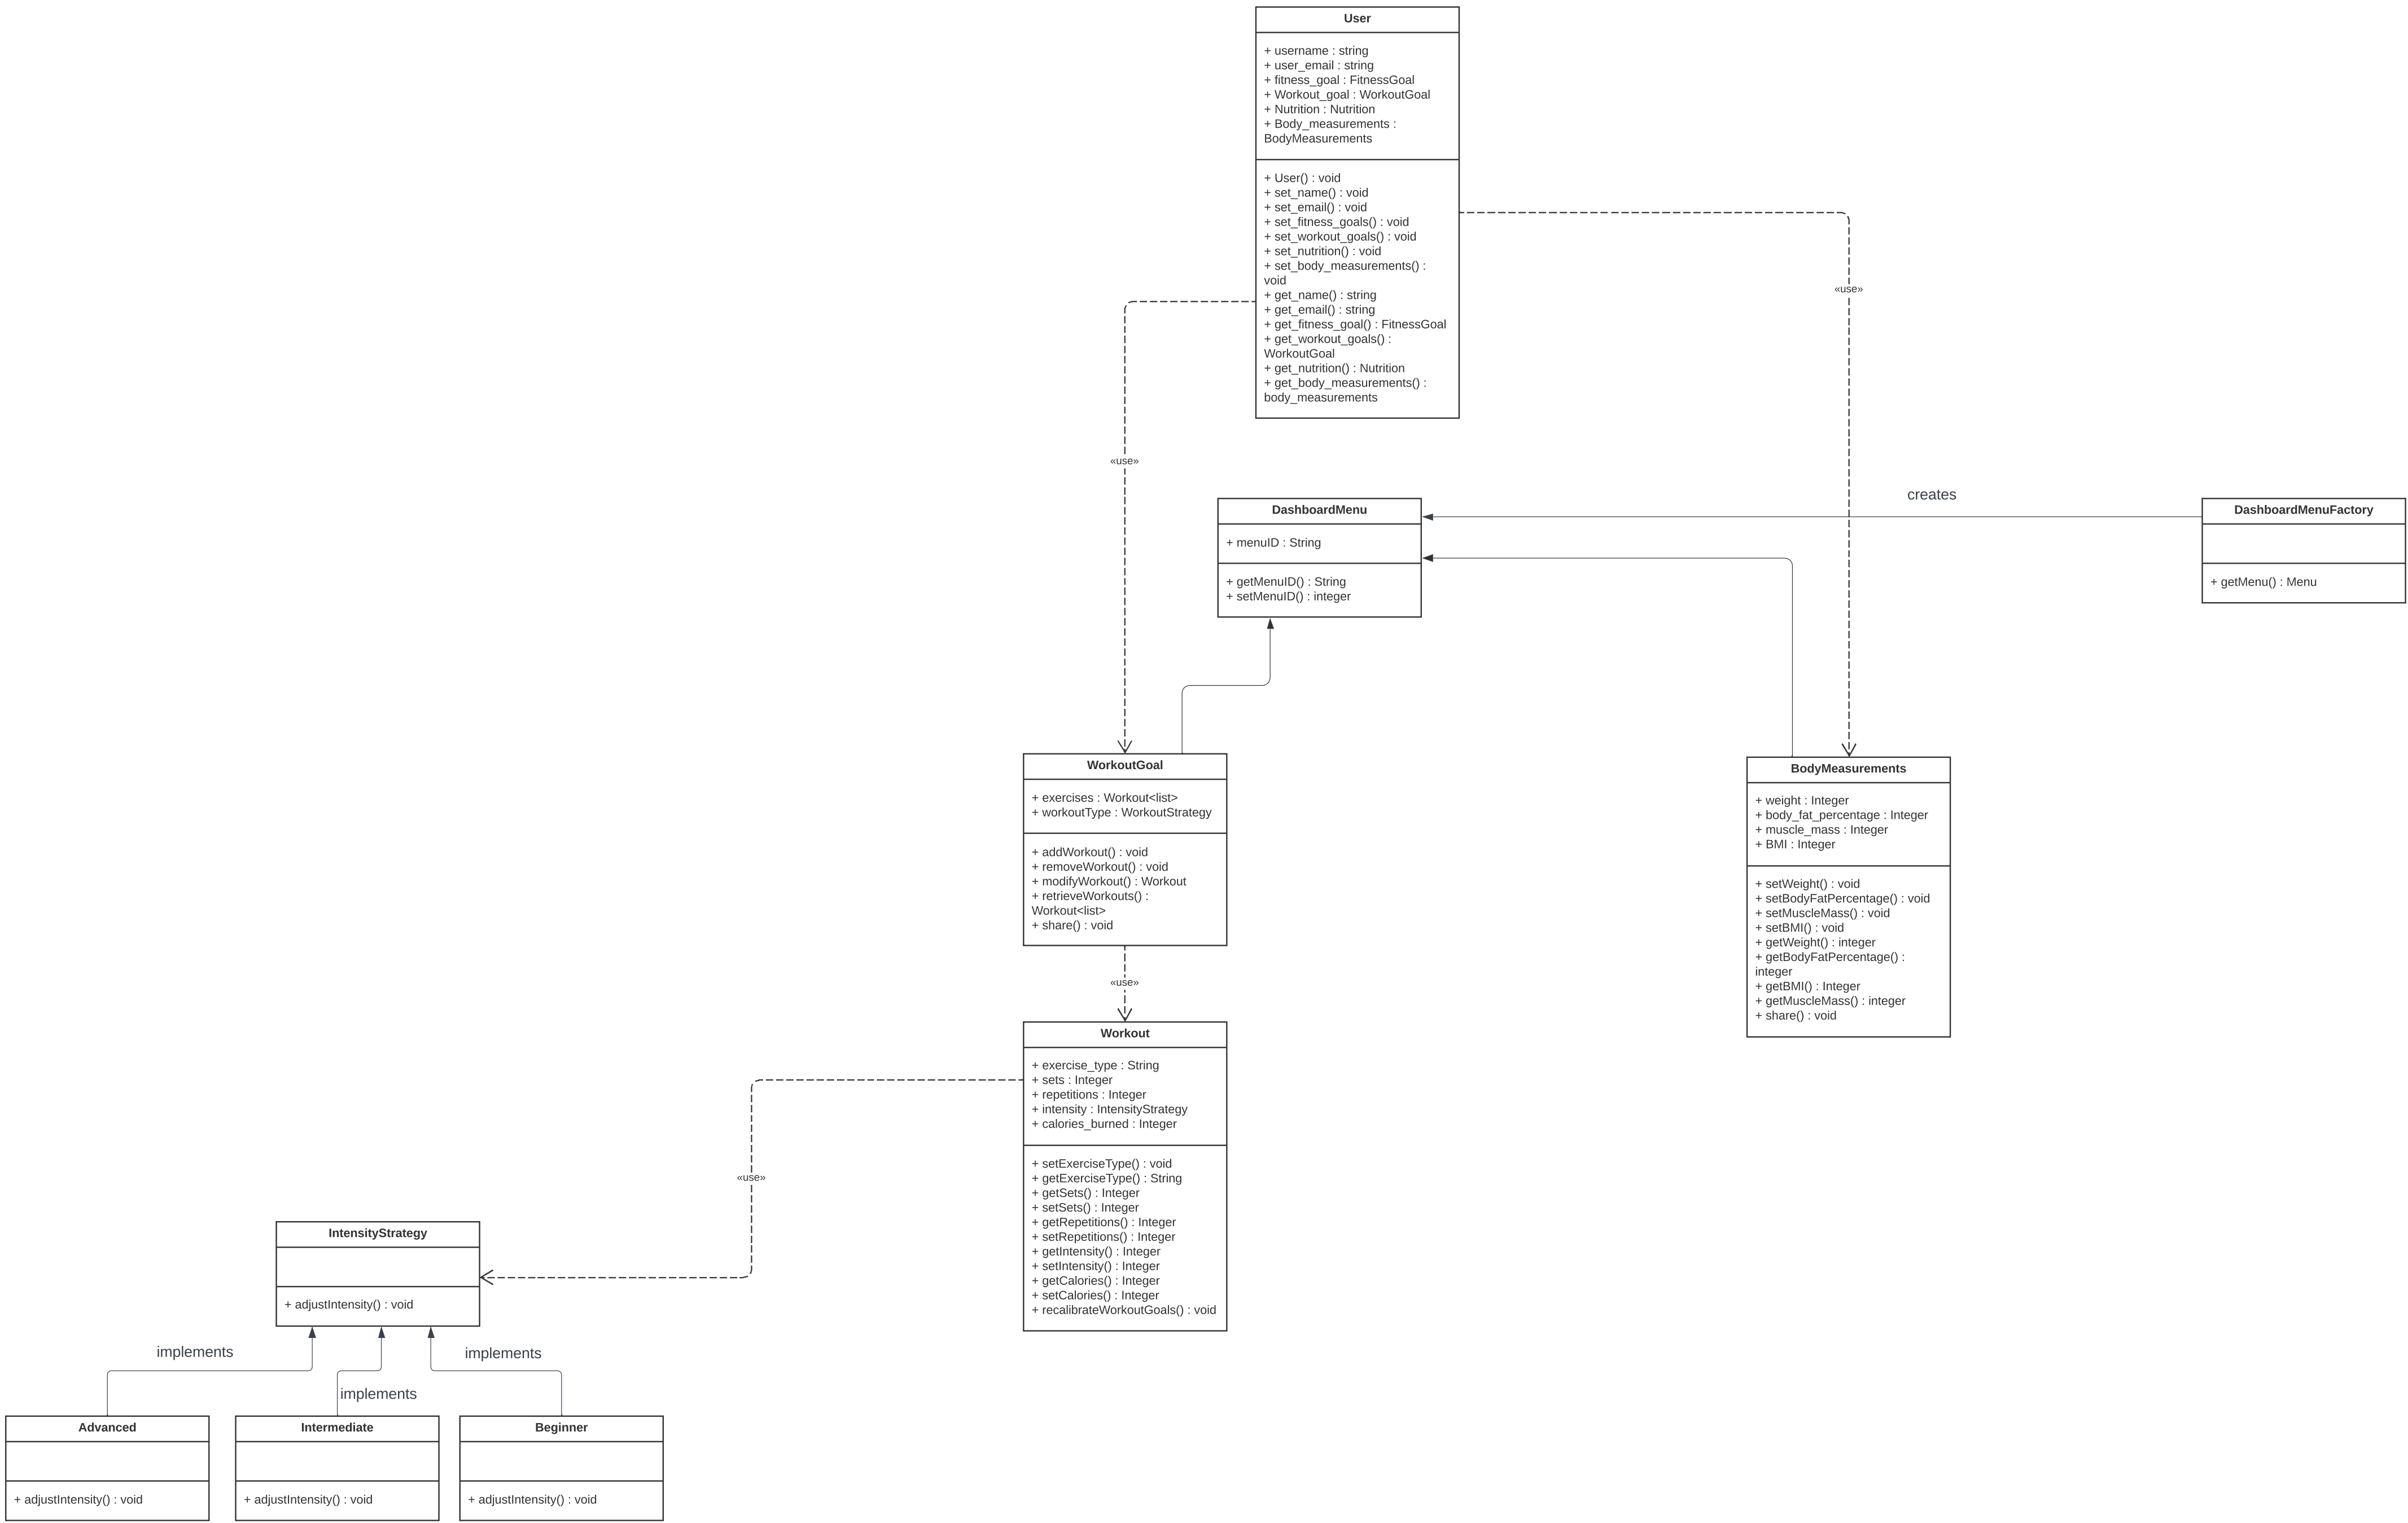 User
+ username : string
+ user_email : string
+ fitness_goal : FitnessGoal
+ Workout_goal : WorkoutGoal
+ Nutrition : Nutrition
+ Body_measurements :
BodyMeasurements
+ User() : void
+ set_name() : void
+ set_email() : void
+ set_fitness_goals() : void
+ set_workout_goals() : void
+ set_nutrition() : void
+ set_body_measurements() :
void
+ get_name() : string
+ get_email() : string
+ get_fitness_goal() : FitnessGoal
+ get_workout_goals() :
WorkoutGoal
+ get_nutrition() : Nutrition
+ get_body_measurements() :
body_measurements
«use»
«use»
DashboardMenu
+ menuID : String
+ getMenuID() : String
+ setMenuID() : integer
creates
DashboardMenuFactory
+ getMenu() : Menu
WorkoutGoal
+ exercises : Workout<list>
+ workoutType : WorkoutStrategy
+ addWorkout() : void
+ removeWorkout() : void
+ modifyWorkout() : Workout
+ retrieveWorkouts() :
Workout<list>
+ share() : void
BodyMeasurements
+ weight : Integer
+ body_fat_percentage : Integer
+ muscle_mass : Integer
+ BMI : Integer
+ setWeight() : void
+ setBodyFatPercentage() : void
+ setMuscleMass() : void
+ setBMI() : void
+ getWeight() : integer
+ getBodyFatPercentage() :
integer
+ getBMI() : Integer
+ getMuscleMass() : integer
+ share() : void
«use»
Workout
+ exercise_type : String
+ sets : Integer
+ repetitions : Integer
+ intensity : IntensityStrategy
+ calories_burned : Integer
+ setExerciseType() : void
+ getExerciseType() : String
+ getSets() : Integer
+ setSets() : Integer
+ getRepetitions() : Integer
+ setRepetitions() : Integer
+ getIntensity() : Integer
+ setIntensity() : Integer
+ getCalories() : Integer
+ setCalories() : Integer
+ recalibrateWorkoutGoals() : void
«use»
IntensityStrategy
+ adjustIntensity() : void
implements
implements
implements
Advanced
+ adjustIntensity() : void
Intermediate
+ adjustIntensity() : void
Beginner
+ adjustIntensity() : void